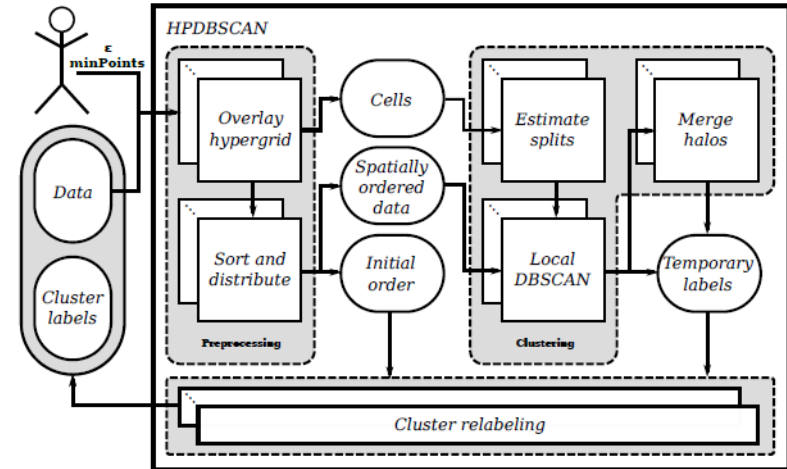 HPDBSCAN
ε
minPoints
Overlay
hypergrid
Cells
Estimate
splits
Merge
halos
Data
Spatially
ordered
data
Sort and
distribute
Initial
order
Local
DBSCAN
Temporary
labels
Cluster
labels
Preprocessing
Clustering
Cluster relabeling